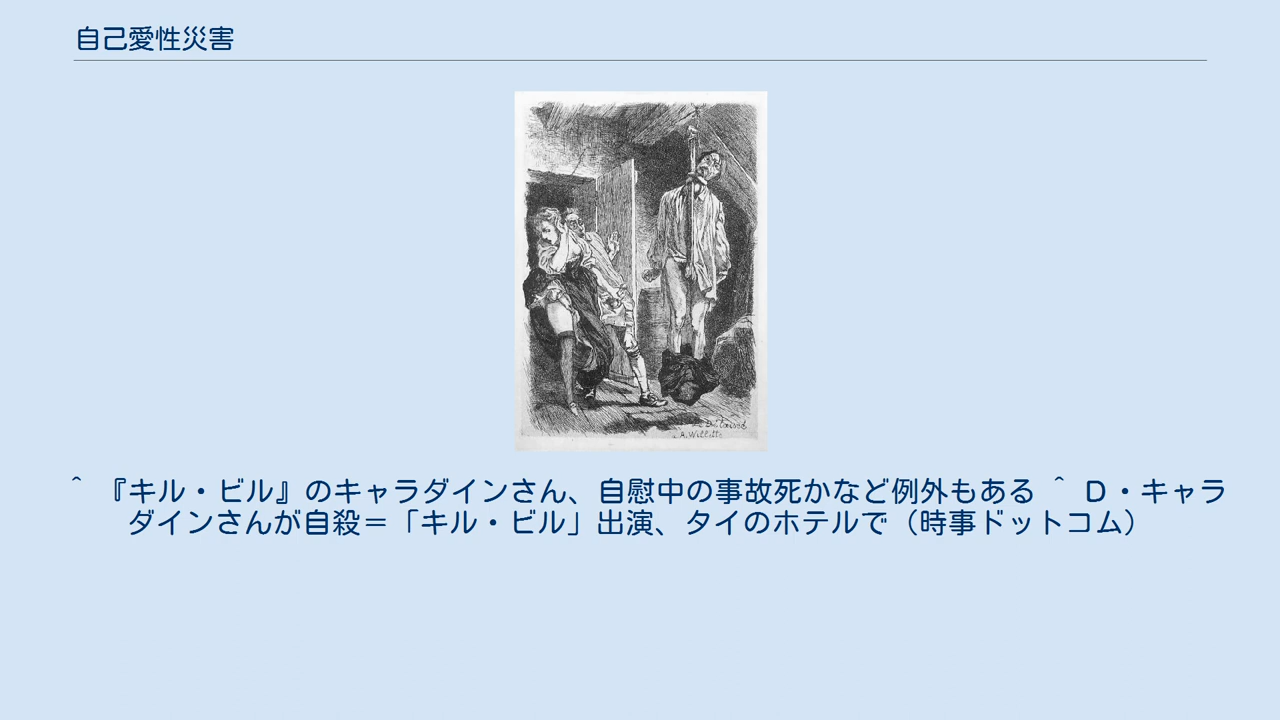 自己愛性災害
A.Willette
^ 『キル・ビル』のキャラダインさん、自慰中の事故死かなど例外もある ^ D・キャラ
ダインさんが自殺＝「キル・ビル」出演、タイのホテルで（時事ドットコム）